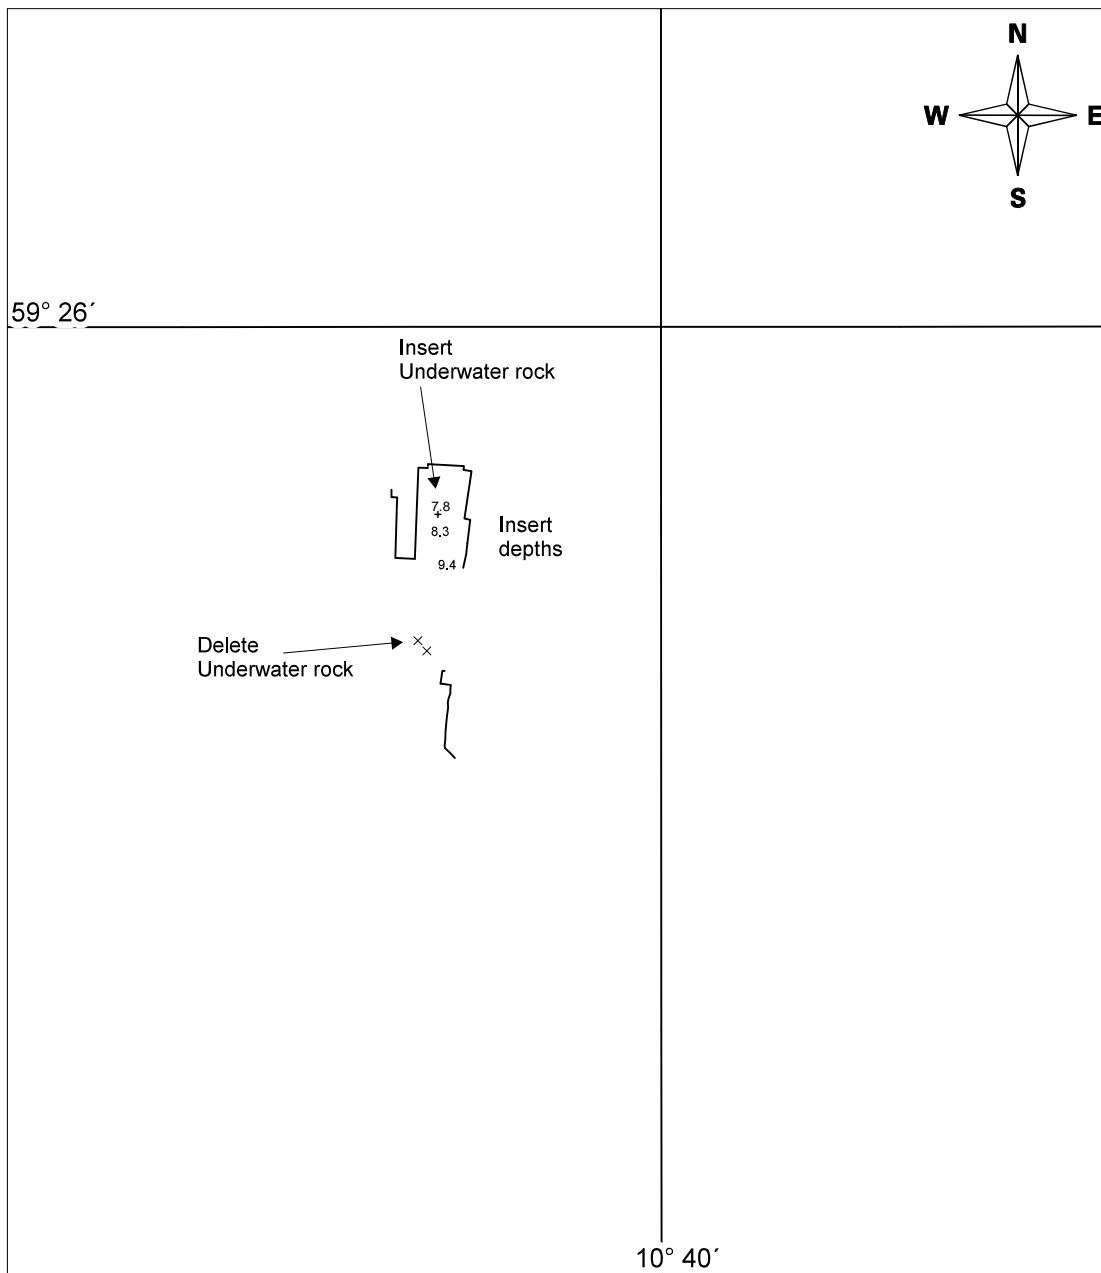 N
W E
S
59° 26´
Insert
Underwater rock
7.8
+
8.3
Insert
depths
9.4
Delete
Underwater rock
10° 40´